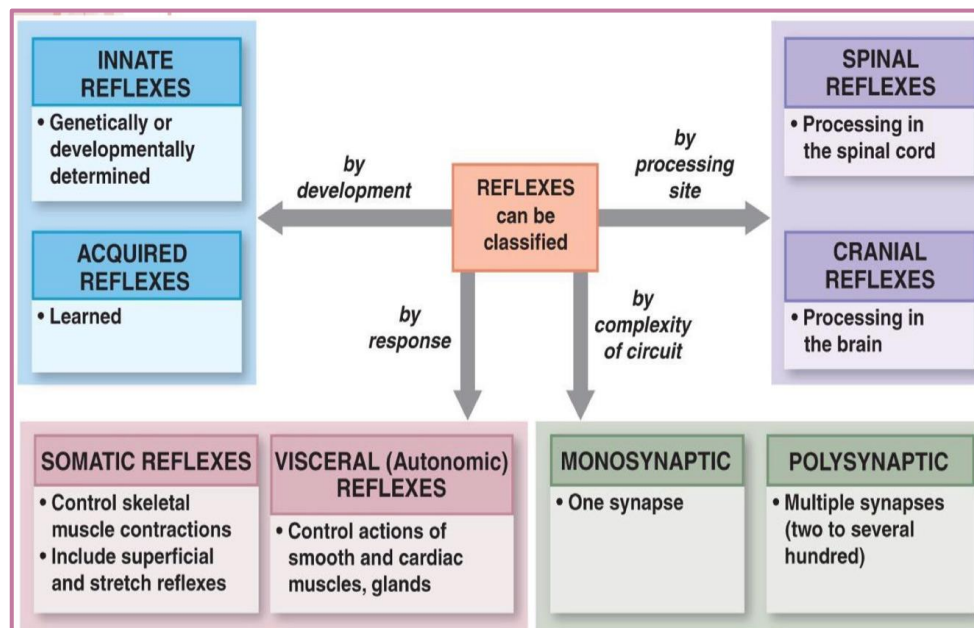 INNATE
REFLEXES
• Genetically or
developmentally
determined
ACQUIRED
REFLEXES
• Learned
by
development
REFLEXES
can be
classified
by
processing
site
SPINAL
REFLEXES
• Processing in
the spinal cord
CRANIAL
REFLEXES
• Processing in
the brain
by
response
by
complexity
of circuit
SOMATIC REFLEXES
• Control skeletal
muscle contractions
• Include superficial
and stretch reflexes
VISCERAL (Autonomic)
REFLEXES
• Control actions of
smooth and cardiac
muscles, glands
MONOSYNAPTIC
• One synapse
POLYSYNAPTIC
• Multiple synapses
(two to several
hundred)